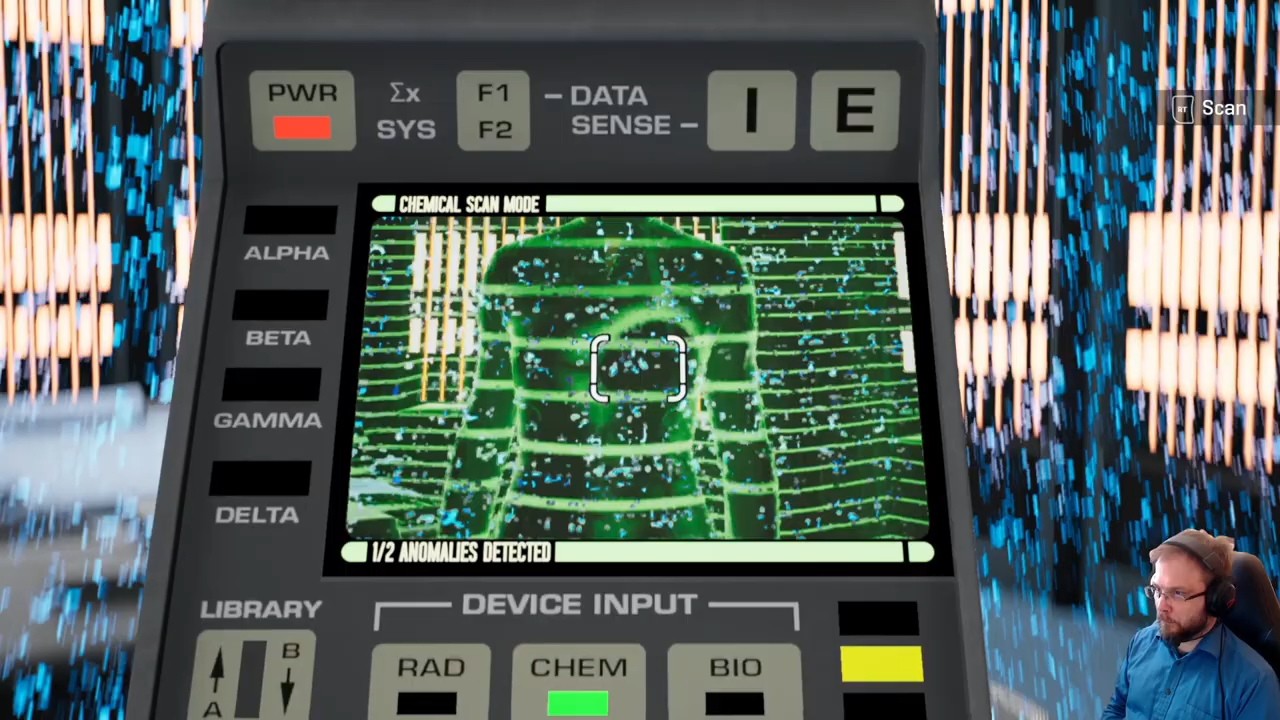 PWR
Σx
SYS
F1
F2
DATA
SENSE
I
E
RT Scan
CHEMICAL SCAN MODE
ALPHA
BETA
GAMMA
DELTA
1/2 ANOMALIES DETECTED
LIBRARY
DEVICE INPUT
B
A
RAD
CHEM
BIO